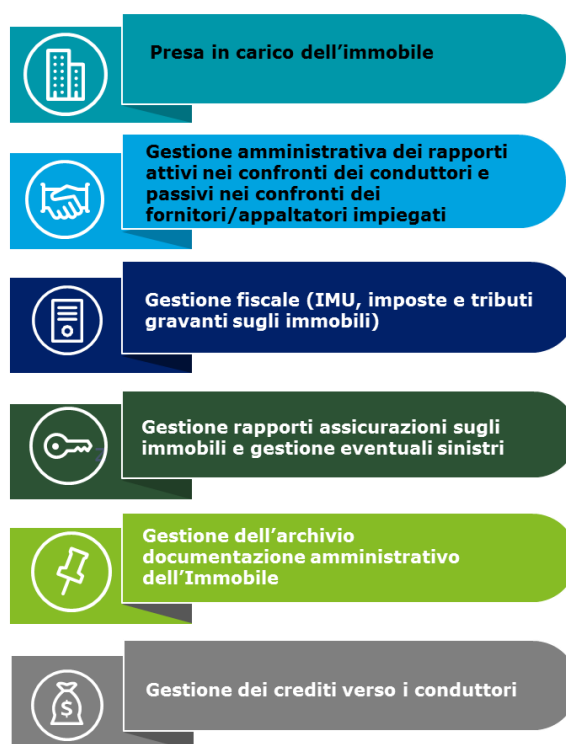 Presa in carico dell'immobile
Gestione amministrativa dei rapporti
attivi nei confronti dei conduttori e
passivi nei confronti dei
fornitori/appaltatori impiegati
Gestione fiscale (IMU, imposte e tributi
gravanti sugli immobili)
Gestione rapporti assicurazioni sugli
immobili e gestione eventuali sinistri
Gestione dell'archivio
documentazione amministrativo
dell'Immobile
$
Gestione dei crediti verso i conduttori